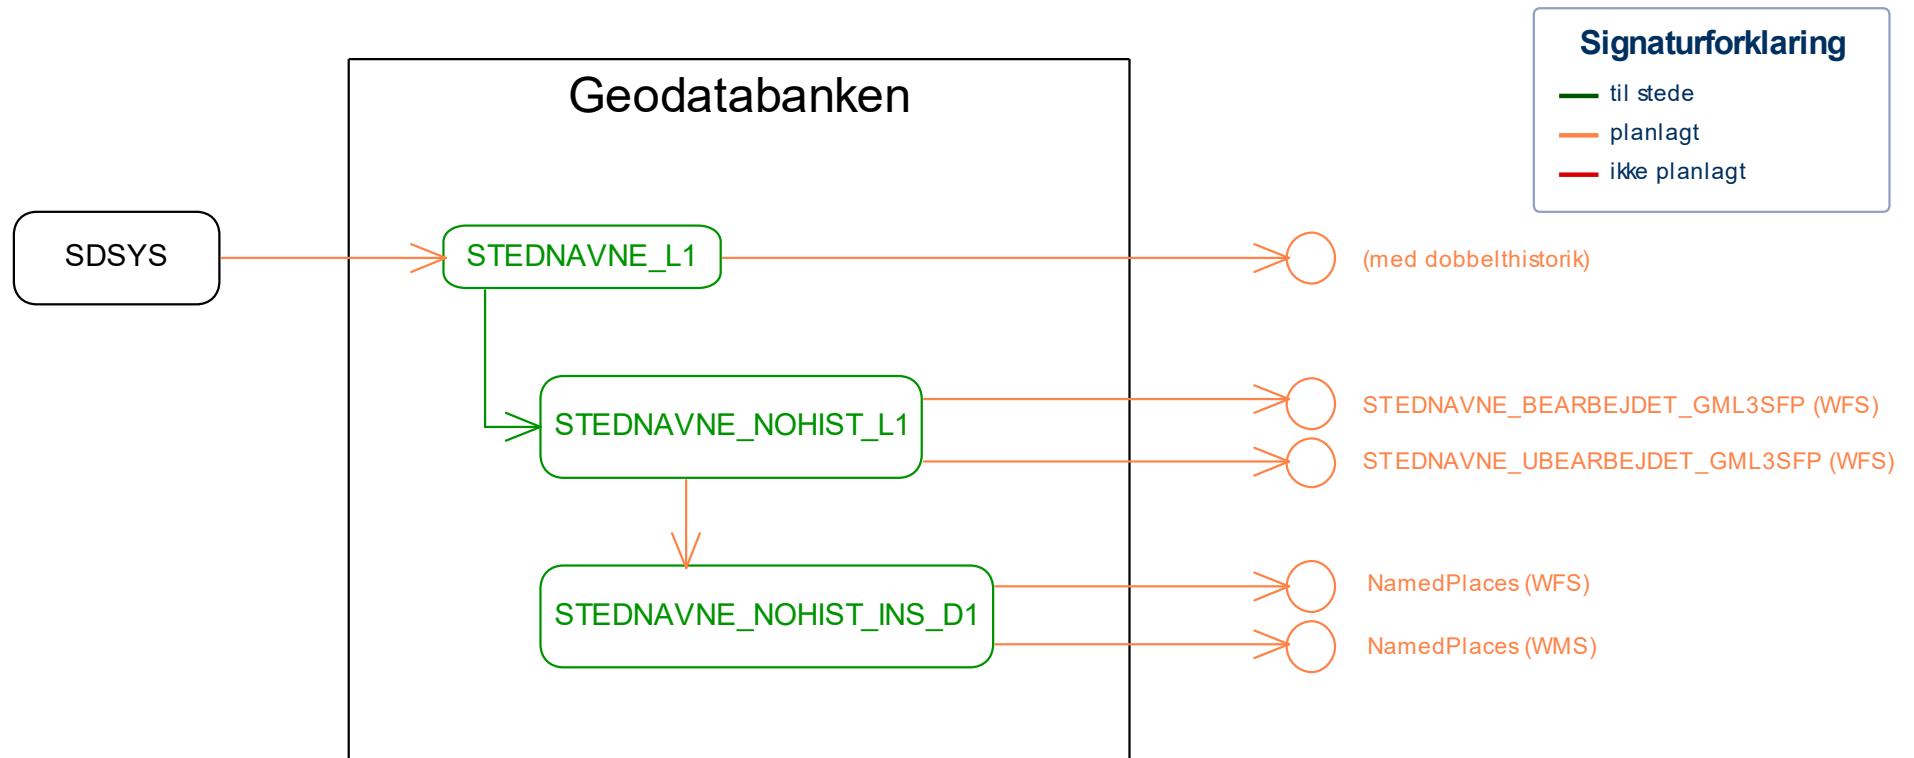 Signaturforklaring
til stede
planlagt
ikke planlagt
Geodatabanken
SDSYS
STEDNAVNE_L1
(med dobbelthistorik)
STEDNAVNE_NOHIST_L1
STEDNAVNE_BEARBEJDET_GML3SFP (WFS)
STEDNAVNE_UBEARBEJDET_GML3SFP (WFS)
STEDNAVNE_NOHIST_INS_D1
NamedPlaces (WFS)
NamedPlaces (WMS)